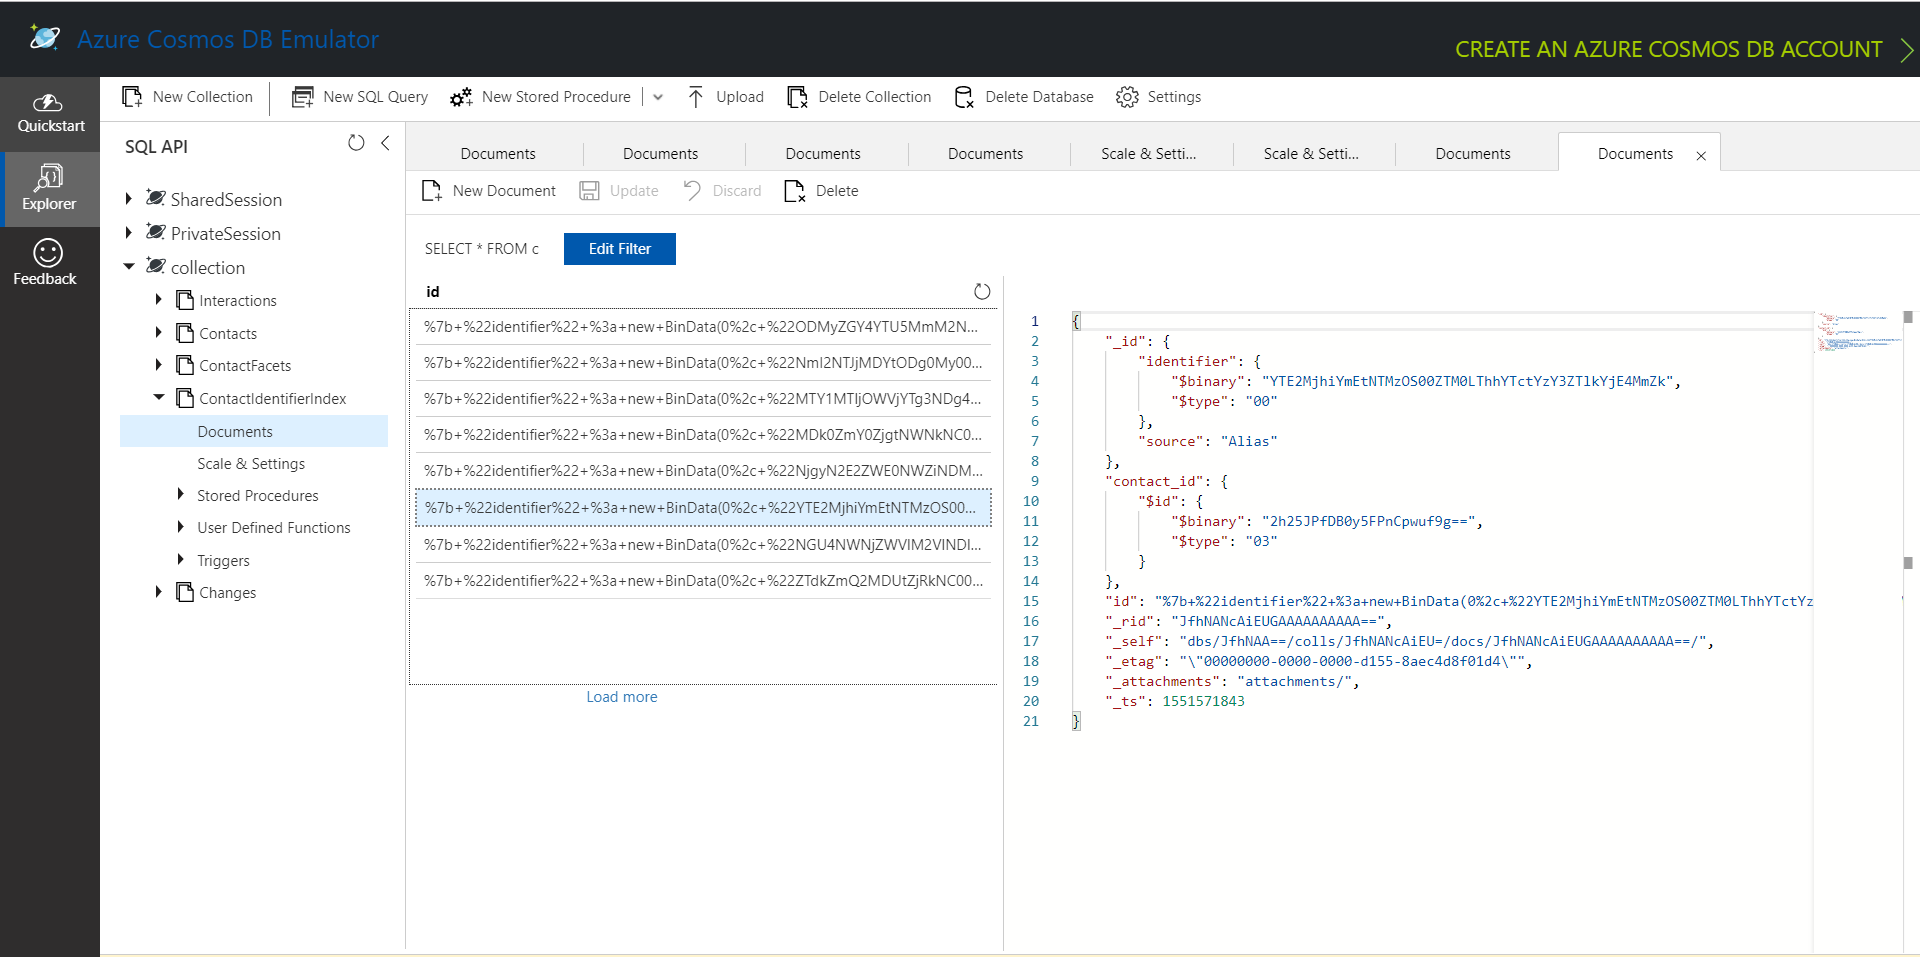 Azure Cosmos DB Emulator
CREATE AN AZURE COSMOS DB ACCOUNT
Quickstart
Explorer
Feedback
New Collection
New SQL Query
New Stored Procedure
Upload
Delete Collection
Delete Database
Settings
SQL API
SharedSession
PrivateSession
collection
Interactions
Contacts
ContactFacets
ContactIdentifierIndex
Documents
Scale & Settings
Stored Procedures
User Defined Functions
Triggers
Changes
Documents
Documents
Documents
Documents
Scale & Setti...
Scale & Setti...
Documents
Documents
New Document
Update
Discard
Delete
SELECT * FROM c
Edit Filter
id
%7b+%22identifier%22+%3a+new+BinData(0%2c+%22ODMyZGY4YTU5MmM2N...
%7b+%22identifier%22+%3a+new+BinData(0%2c+%22NmI2NTJjMDYtODg0My00...
%7b+%22identifier%22+%3a+new+BinData(0%2c+%22MTY1MTljOWVjYTg3NDg4...
%7b+%22identifier%22+%3a+new+BinData(0%2c+%22MDk0ZmY0ZjgtNWNkNC0...
%7b+%22identifier%22+%3a+new+BinData(0%2c+%22NjgyN2E2ZWE0NWZiNDM...
%7b+%22identifier%22+%3a+new+BinData(0%2c+%22YTE2MjhiYmEtNTMzOS00...
%7b+%22identifier%22+%3a+new+BinData(0%2c+%22NGU4NWNjZWVlM2VlNDI...
%7b+%22identifier%22+%3a+new+BinData(0%2c+%22ZTdkZmQ2MDUtZjRkNC00...
Load more
1 {
2 "_id": {
3 "identifier": {
4 "$binary": "YTE2MjhiYmEtNTMzOS00ZTM0LThhYTctYzY3ZTlkYjE4MmZk",
5 "$type": "00"
6 },
7 "source": "Alias"
8 },
9 "contact_id": {
10 "$id": {
11 "$binary": "2h25JPfDB0y5FPnCpwuf9g==",
12 "$type": "03"
13 }
14 },
15 "id": "%7b+%22identifier%22+%3a+new+BinData(0%2c+%22YTE2MjhiYmEtNTMzOS00ZTM0LThhYTctYz
16 "_rid": "JfhNANcAiEUGAAAAAAAAAA==",
17 "_self": "dbs/JfhNAA==/colls/JfhNANcAiEU=/docs/JfhNANcAiEUGAAAAAAAAAA==/",
18 "_etag": "\"00000000-0000-0000-d155-8aec4d8f01d4\"",
19 "_attachments": "attachments/",
20 "_ts": 1551571843
21 }